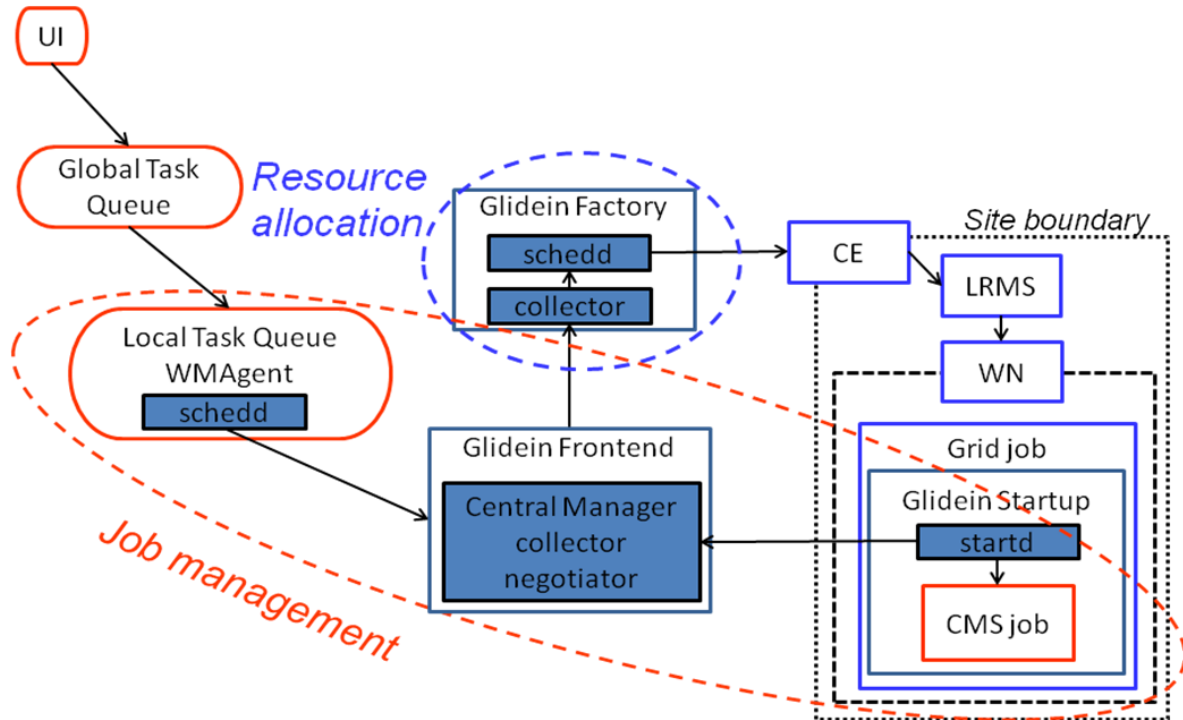 UI
Global Task
Queue
Resource
allocation
Glidein Factory
schedd
collector
Site boundary
CE
LRMS
WN
Local Task Queue
WMAgent
schedd
Glidein Frontend
Central Manager
collector
negotiator
Grid job
Glidein Startup
startd
CMS job
Job management